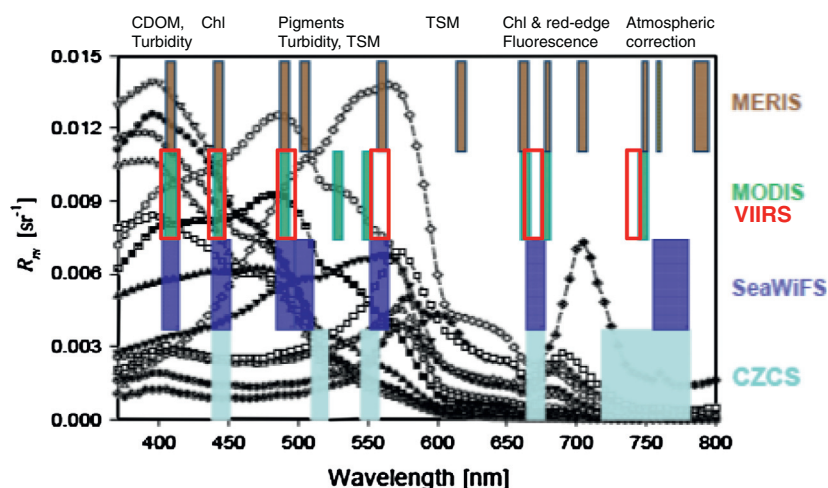 CDOM, Turbidity
Chl
Pigments
Turbidity, TSM
TSM
Chl & red-edge
Fluorescence
Atmospheric
correction
0.015
0.012
0.009
0.006
0.003
0.000
R_rs [sr⁻¹]
MERIS
MODIS
VIIRS
SeaWiFS
CZCS
400 450 500 550 600 650 700 750 800
Wavelength [nm]